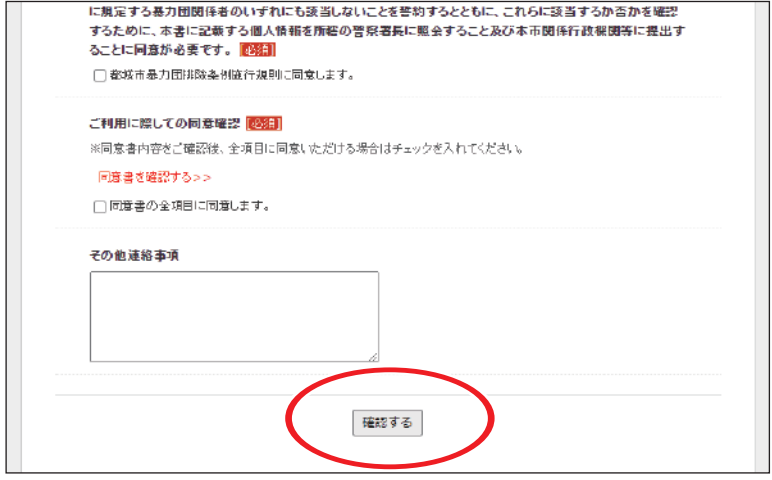 に規定する暴力団関係者のいずれにも該当しないことを誓約するとともに、これらに該当するか否かを確認
するために、本書に記載する個人情報を所轄の警察署長に照会すること及び本市関係行政機関等に提出す
ることに同意が必要です。 [必須]
都城市暴力団排除条例施行規則に同意します。
ご利用に際しての同意確認 [必須]
※同意書内容をご確認後、全項目に同意いただける場合はチェックを入れてください。
同意書を確認する>>
同意書の全項目に同意します。
その他連絡事項
確認する